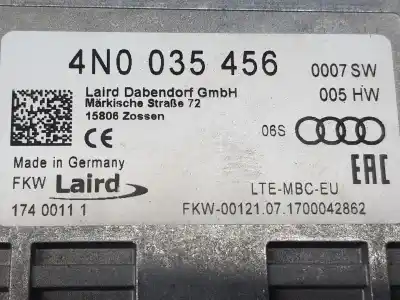 4N0 035 456
0007 SW
Laird Dabendorf GmbH
005 HW
Märkische Straße 72
15806 Zossen
06S
CE
Made in Germany
EAC
FKW Laird
LTE-MBC-EU
174 0011 1
FKW-00121.07.1700042862